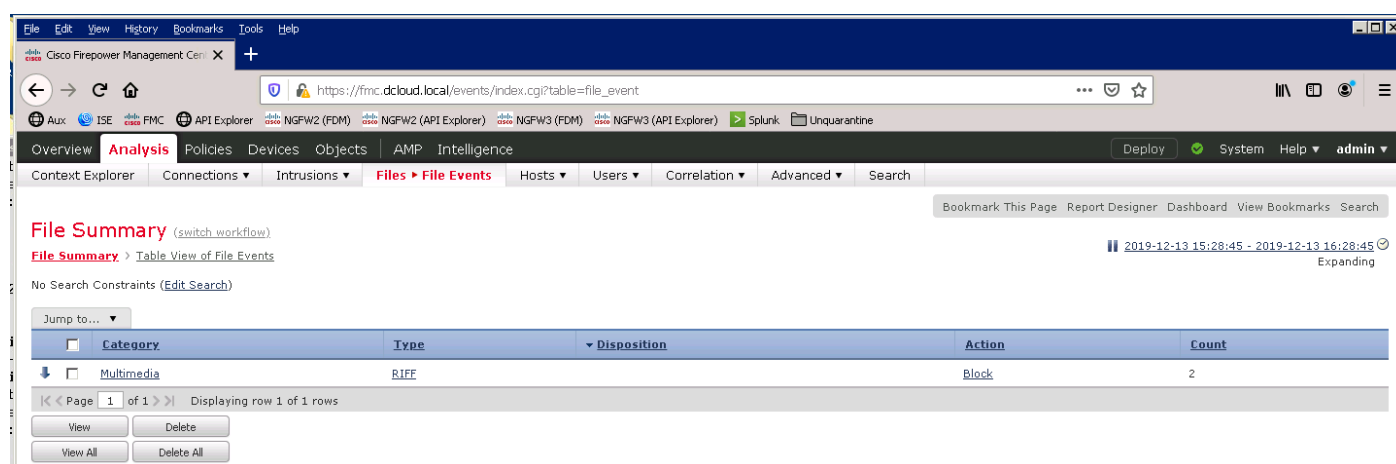 File Edit View History Bookmarks Tools Help
Cisco Firepower Management Cent
https://fmc.dcloud.local/events/index.cgi?table=file_event
Aux ISE FMC API Explorer NGFW2 (FDM) NGFW2 (API Explorer) NGFW3 (FDM) NGFW3 (API Explorer) Splunk Unquarantine
Overview Analysis Policies Devices Objects AMP Intelligence Deploy System Help ▾ admin ▾
Context Explorer Connections ▾ Intrusions ▾ Files ▸ File Events Hosts ▾ Users ▾ Correlation ▾ Advanced ▾ Search
Bookmark This Page Report Designer Dashboard View Bookmarks Search
File Summary (switch workflow)
2019-12-13 15:28:45 - 2019-12-13 16:28:45
File Summary > Table View of File Events
Expanding
No Search Constraints (Edit Search)
Jump to... ▼
Category Type Disposition Action Count
Multimedia RIFF Block 2
|< < Page 1 of 1 > >| Displaying row 1 of 1 rows
View Delete
View All Delete All